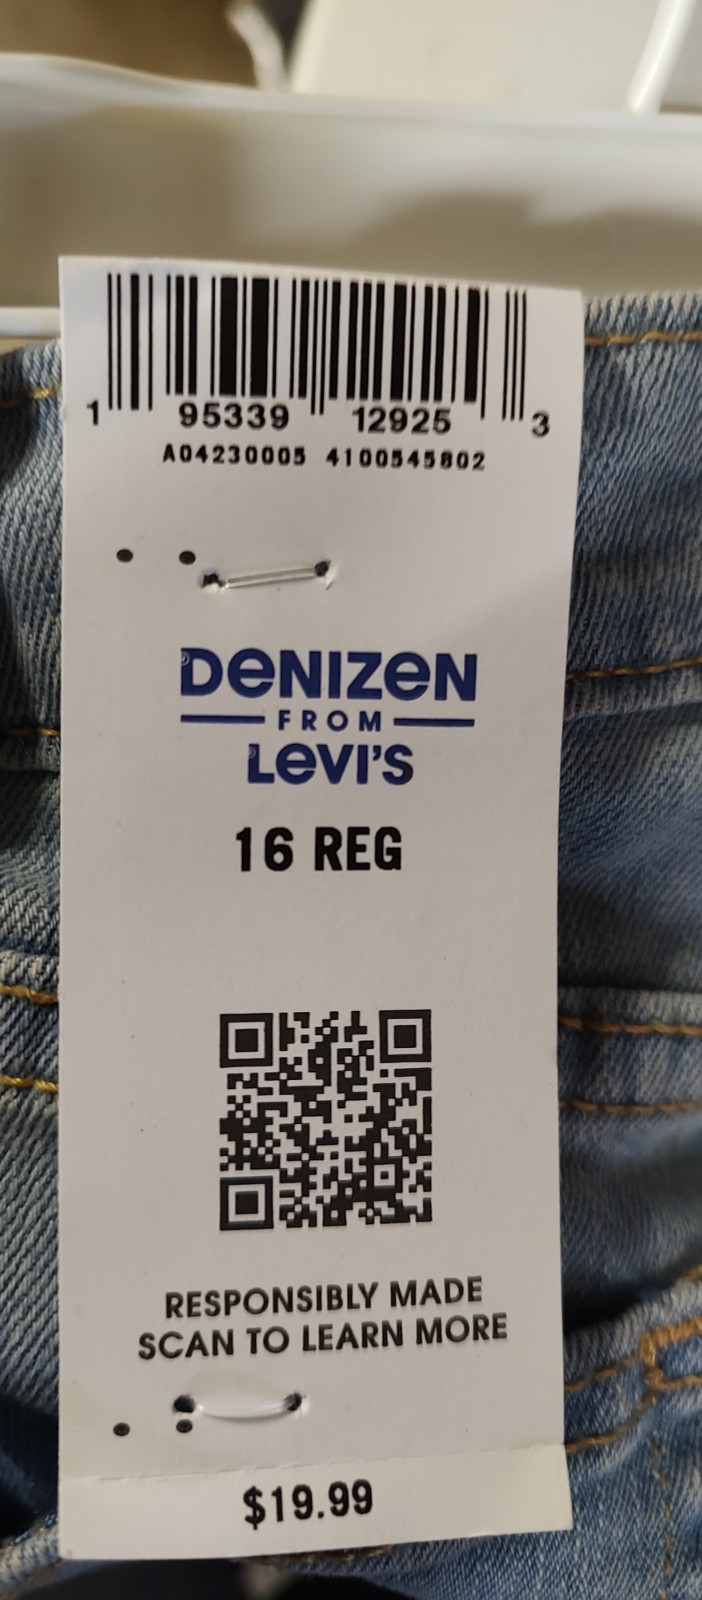 1 95339 12925 3
A04230005 4100545802
DENIZEN
FROM
LEVI'S
16 REG
RESPONSIBLY MADE
SCAN TO LEARN MORE
$19.99